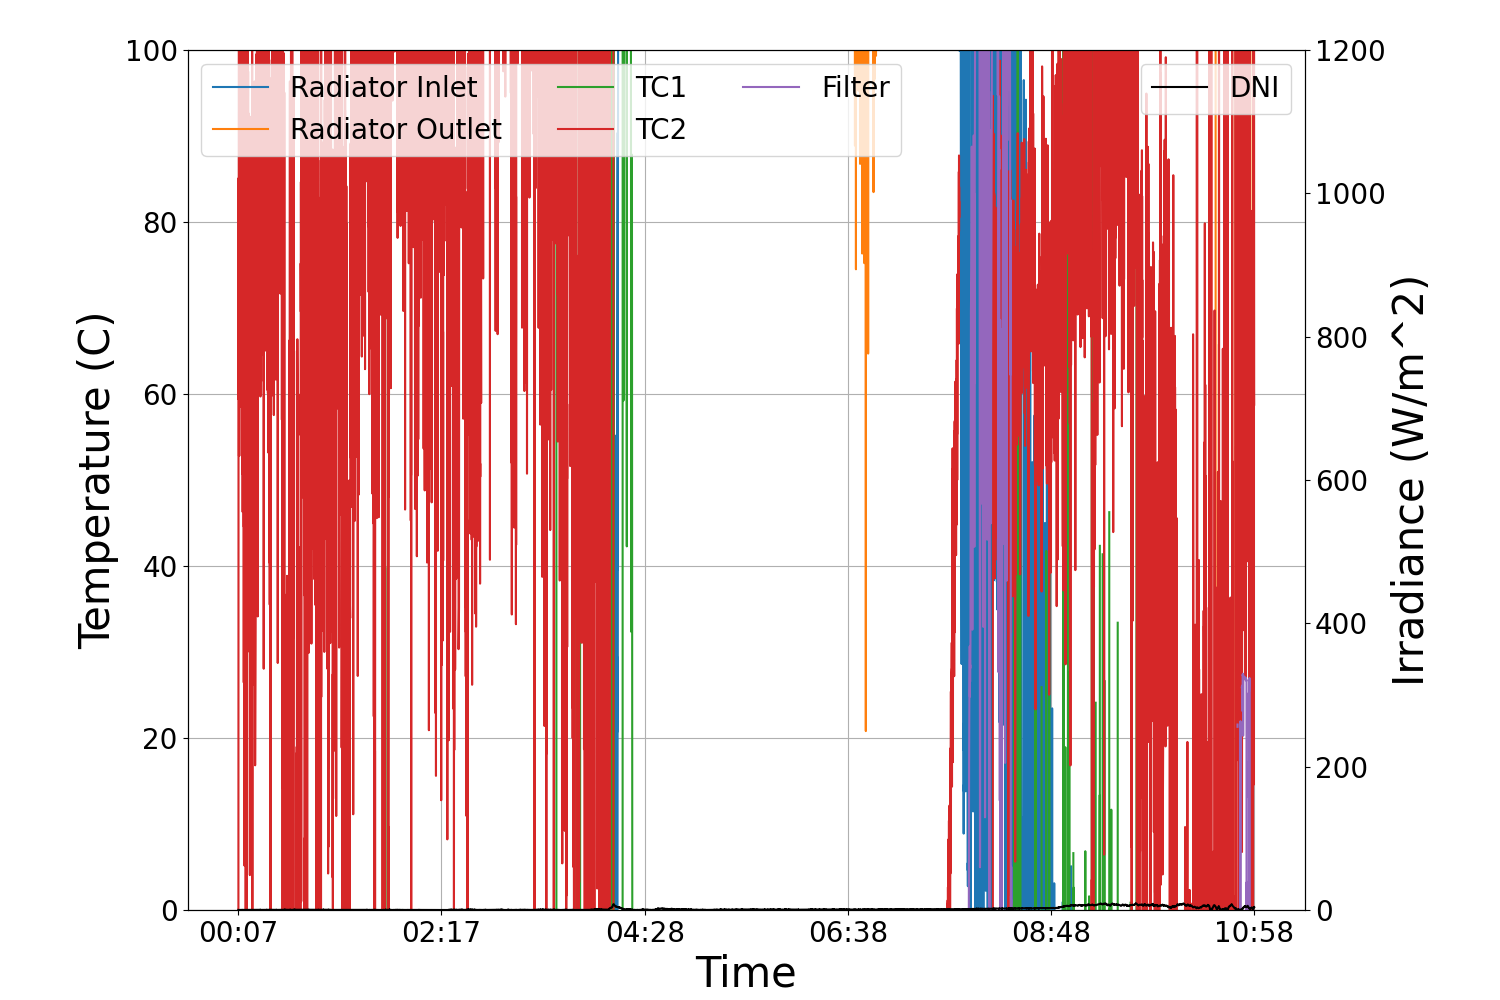 100
80
60
40
20
0
Temperature (C)
Radiator Inlet
Radiator Outlet
TC1
TC2
Filter
DNI
1200
1000
800
600
400
200
0
Irradiance (W/m^2)
00:07 02:17 04:28 06:38 08:48 10:58
Time